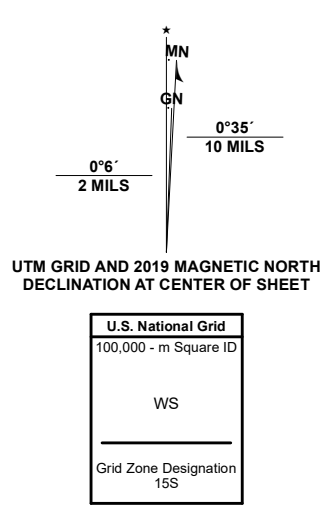 ★
MN
GN
0°35´
10 MILS
0°6´
2 MILS
UTM GRID AND 2019 MAGNETIC NORTH
DECLINATION AT CENTER OF SHEET
U.S. National Grid
100,000 - m Square ID
WS
Grid Zone Designation
15S